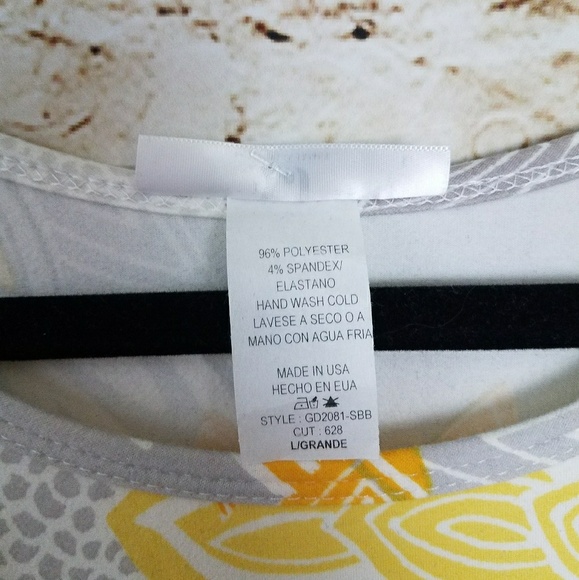 96% POLYESTER
4% SPANDEX/
ELASTANO
HAND WASH COLD
LAVESE A SECO O A
MANO CON AGUA FRIA
MADE IN USA
HECHO EN EUA
STYLE : GD2081-SBB
CUT : 628
L/GRANDE